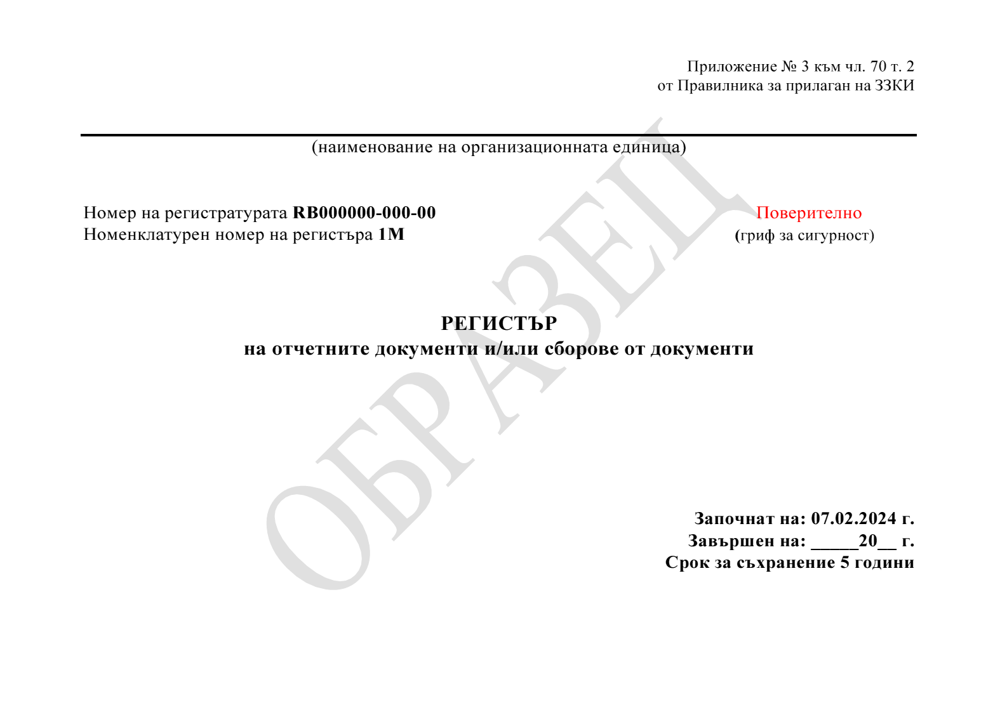 Приложение № 3 към чл. 70 т. 2
от Правилника за прилаган на ЗЗКИ
(наименование на организационната единица)
Номер на регистратурата RB000000-000-00
Поверително
Номенклатурен номер на регистъра 1М
(гриф за сигурност)
РЕГИСТЪР
на отчетните документи и/или сборове от документи
ОБРАЗЕЦ
Започнат на: 07.02.2024 г.
Завършен на: _____20__ г.
Срок за съхранение 5 години